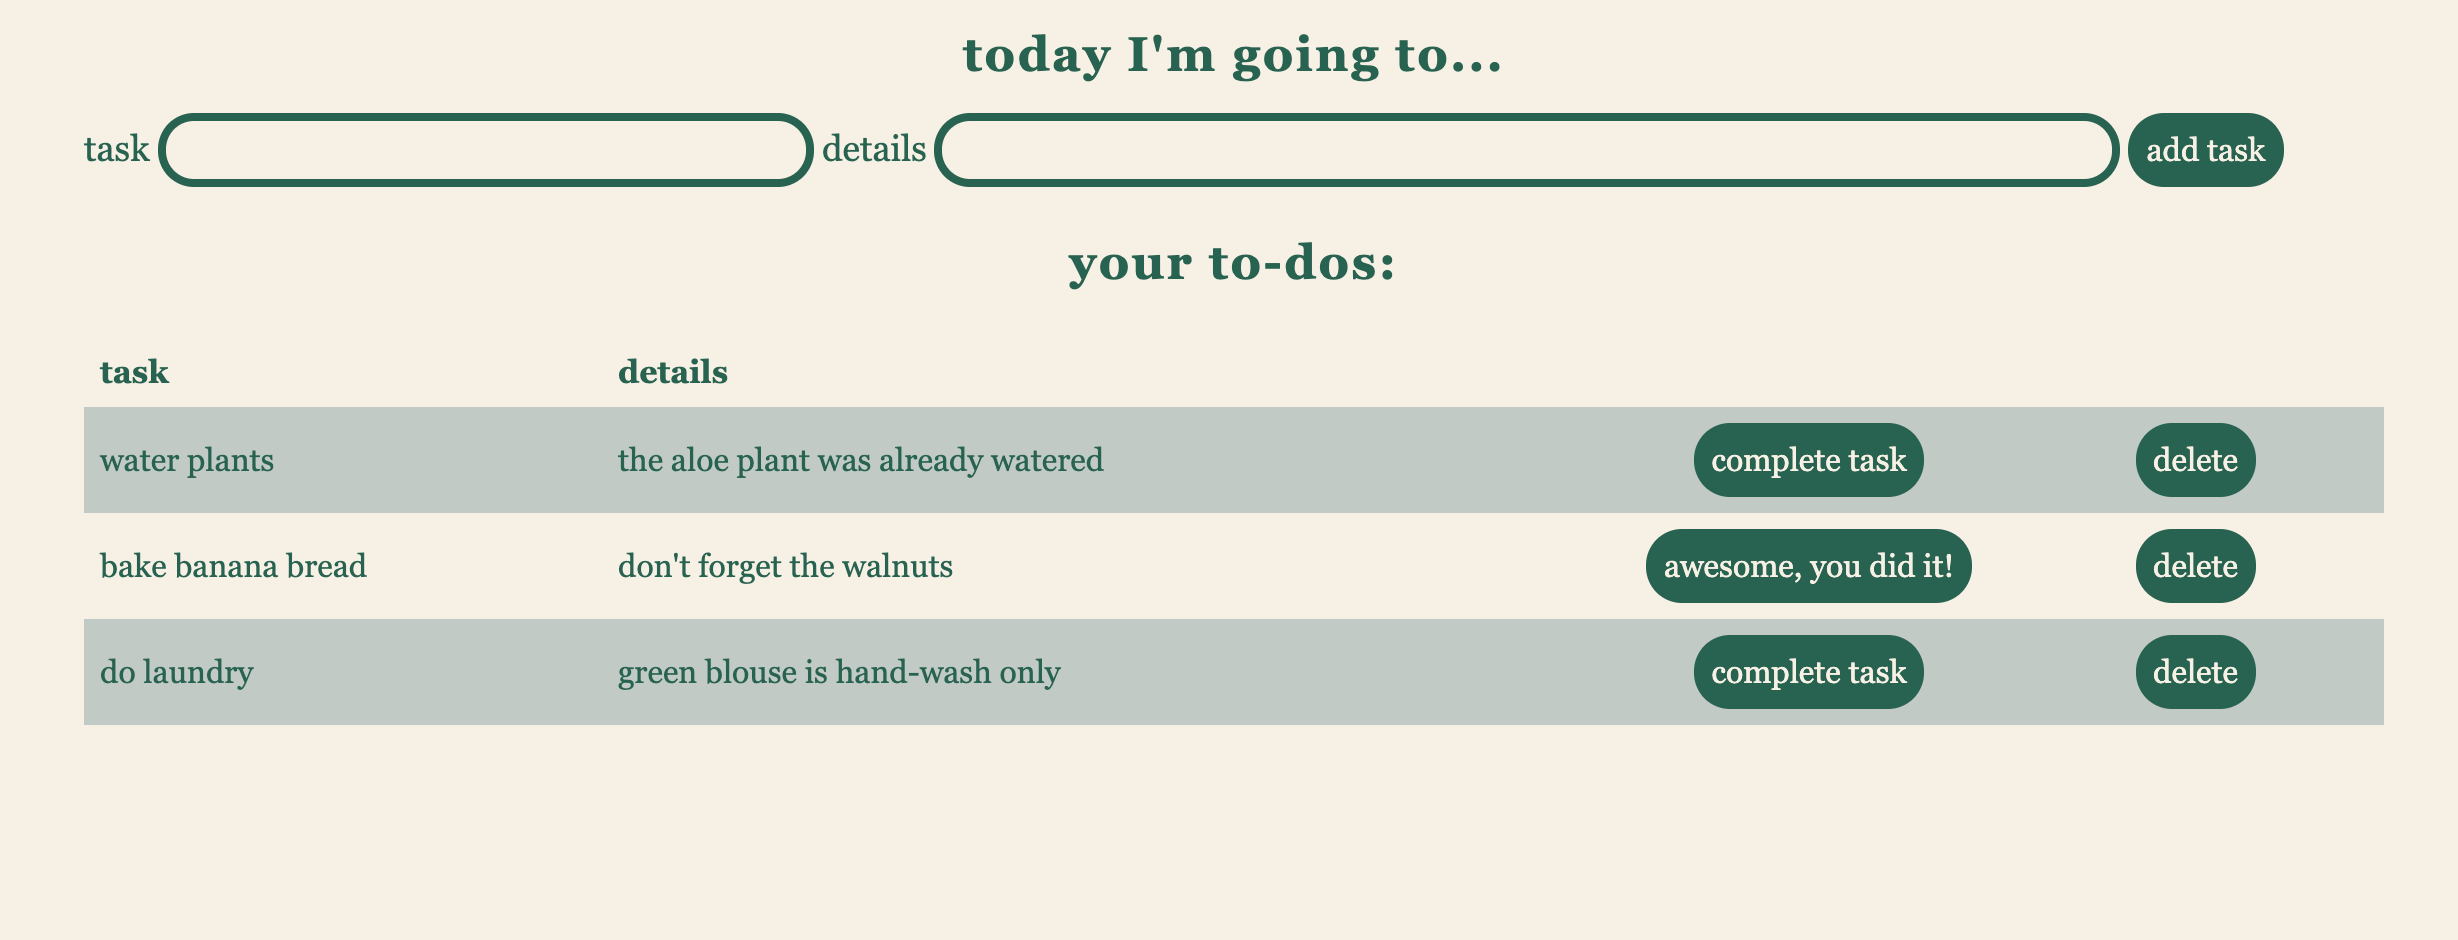 today I'm going to...
task details add task
your to-dos:
task details
water plants the aloe plant was already watered complete task delete
bake banana bread don't forget the walnuts awesome, you did it! delete
do laundry green blouse is hand-wash only complete task delete